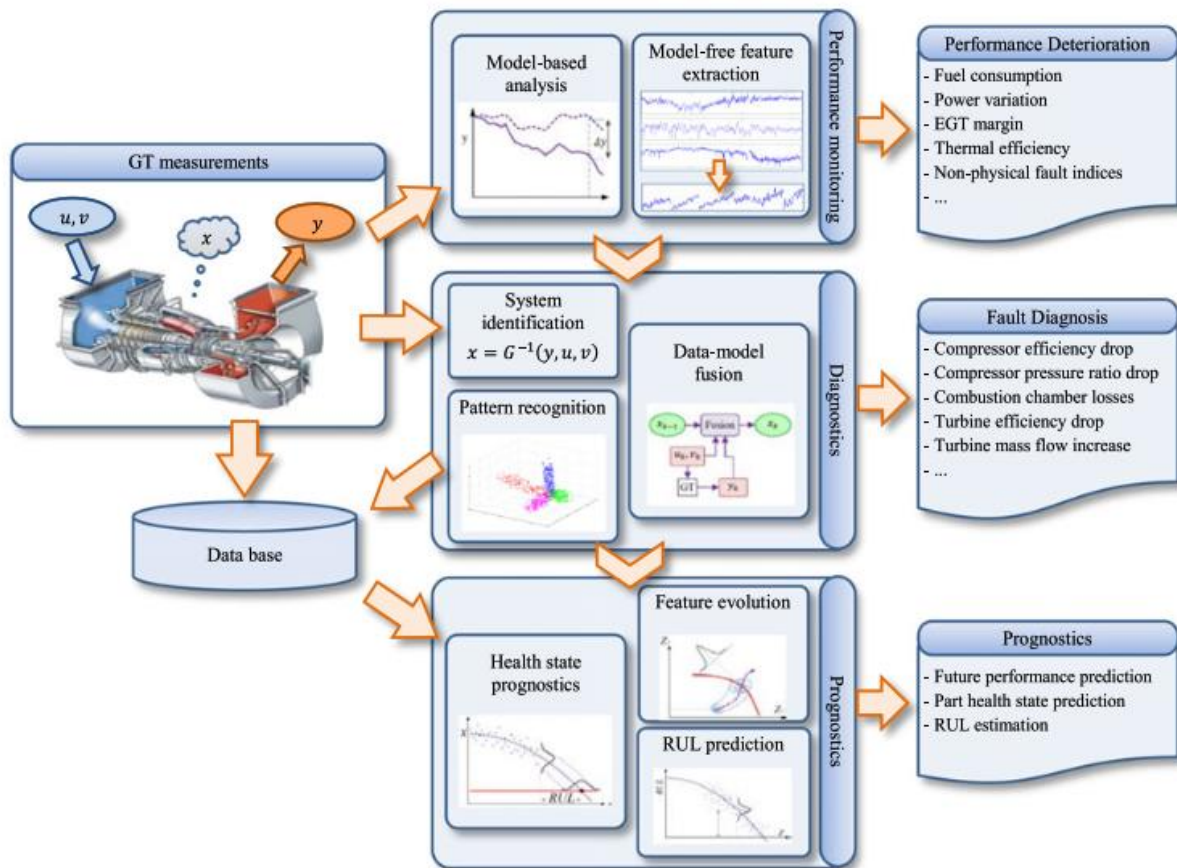 GT measurements
u, v
x
y
Data base
Model-based
analysis
y
Δy
Model-free feature
extraction
Performance monitoring
Performance Deterioration
- Fuel consumption
- Power variation
- EGT margin
- Thermal efficiency
- Non-physical fault indices
- ...
System
identification
x = G⁻¹(y, u, v)
Pattern recognition
Data-model
fusion
Fusion
GT
Diagnostics
Fault Diagnosis
- Compressor efficiency drop
- Compressor pressure ratio drop
- Combustion chamber losses
- Turbine efficiency drop
- Turbine mass flow increase
- ...
Health state
prognostics
X
- RUL -
Feature evolution
RUL prediction
Prognostics
Prognostics
- Future performance prediction
- Part health state prediction
- RUL estimation